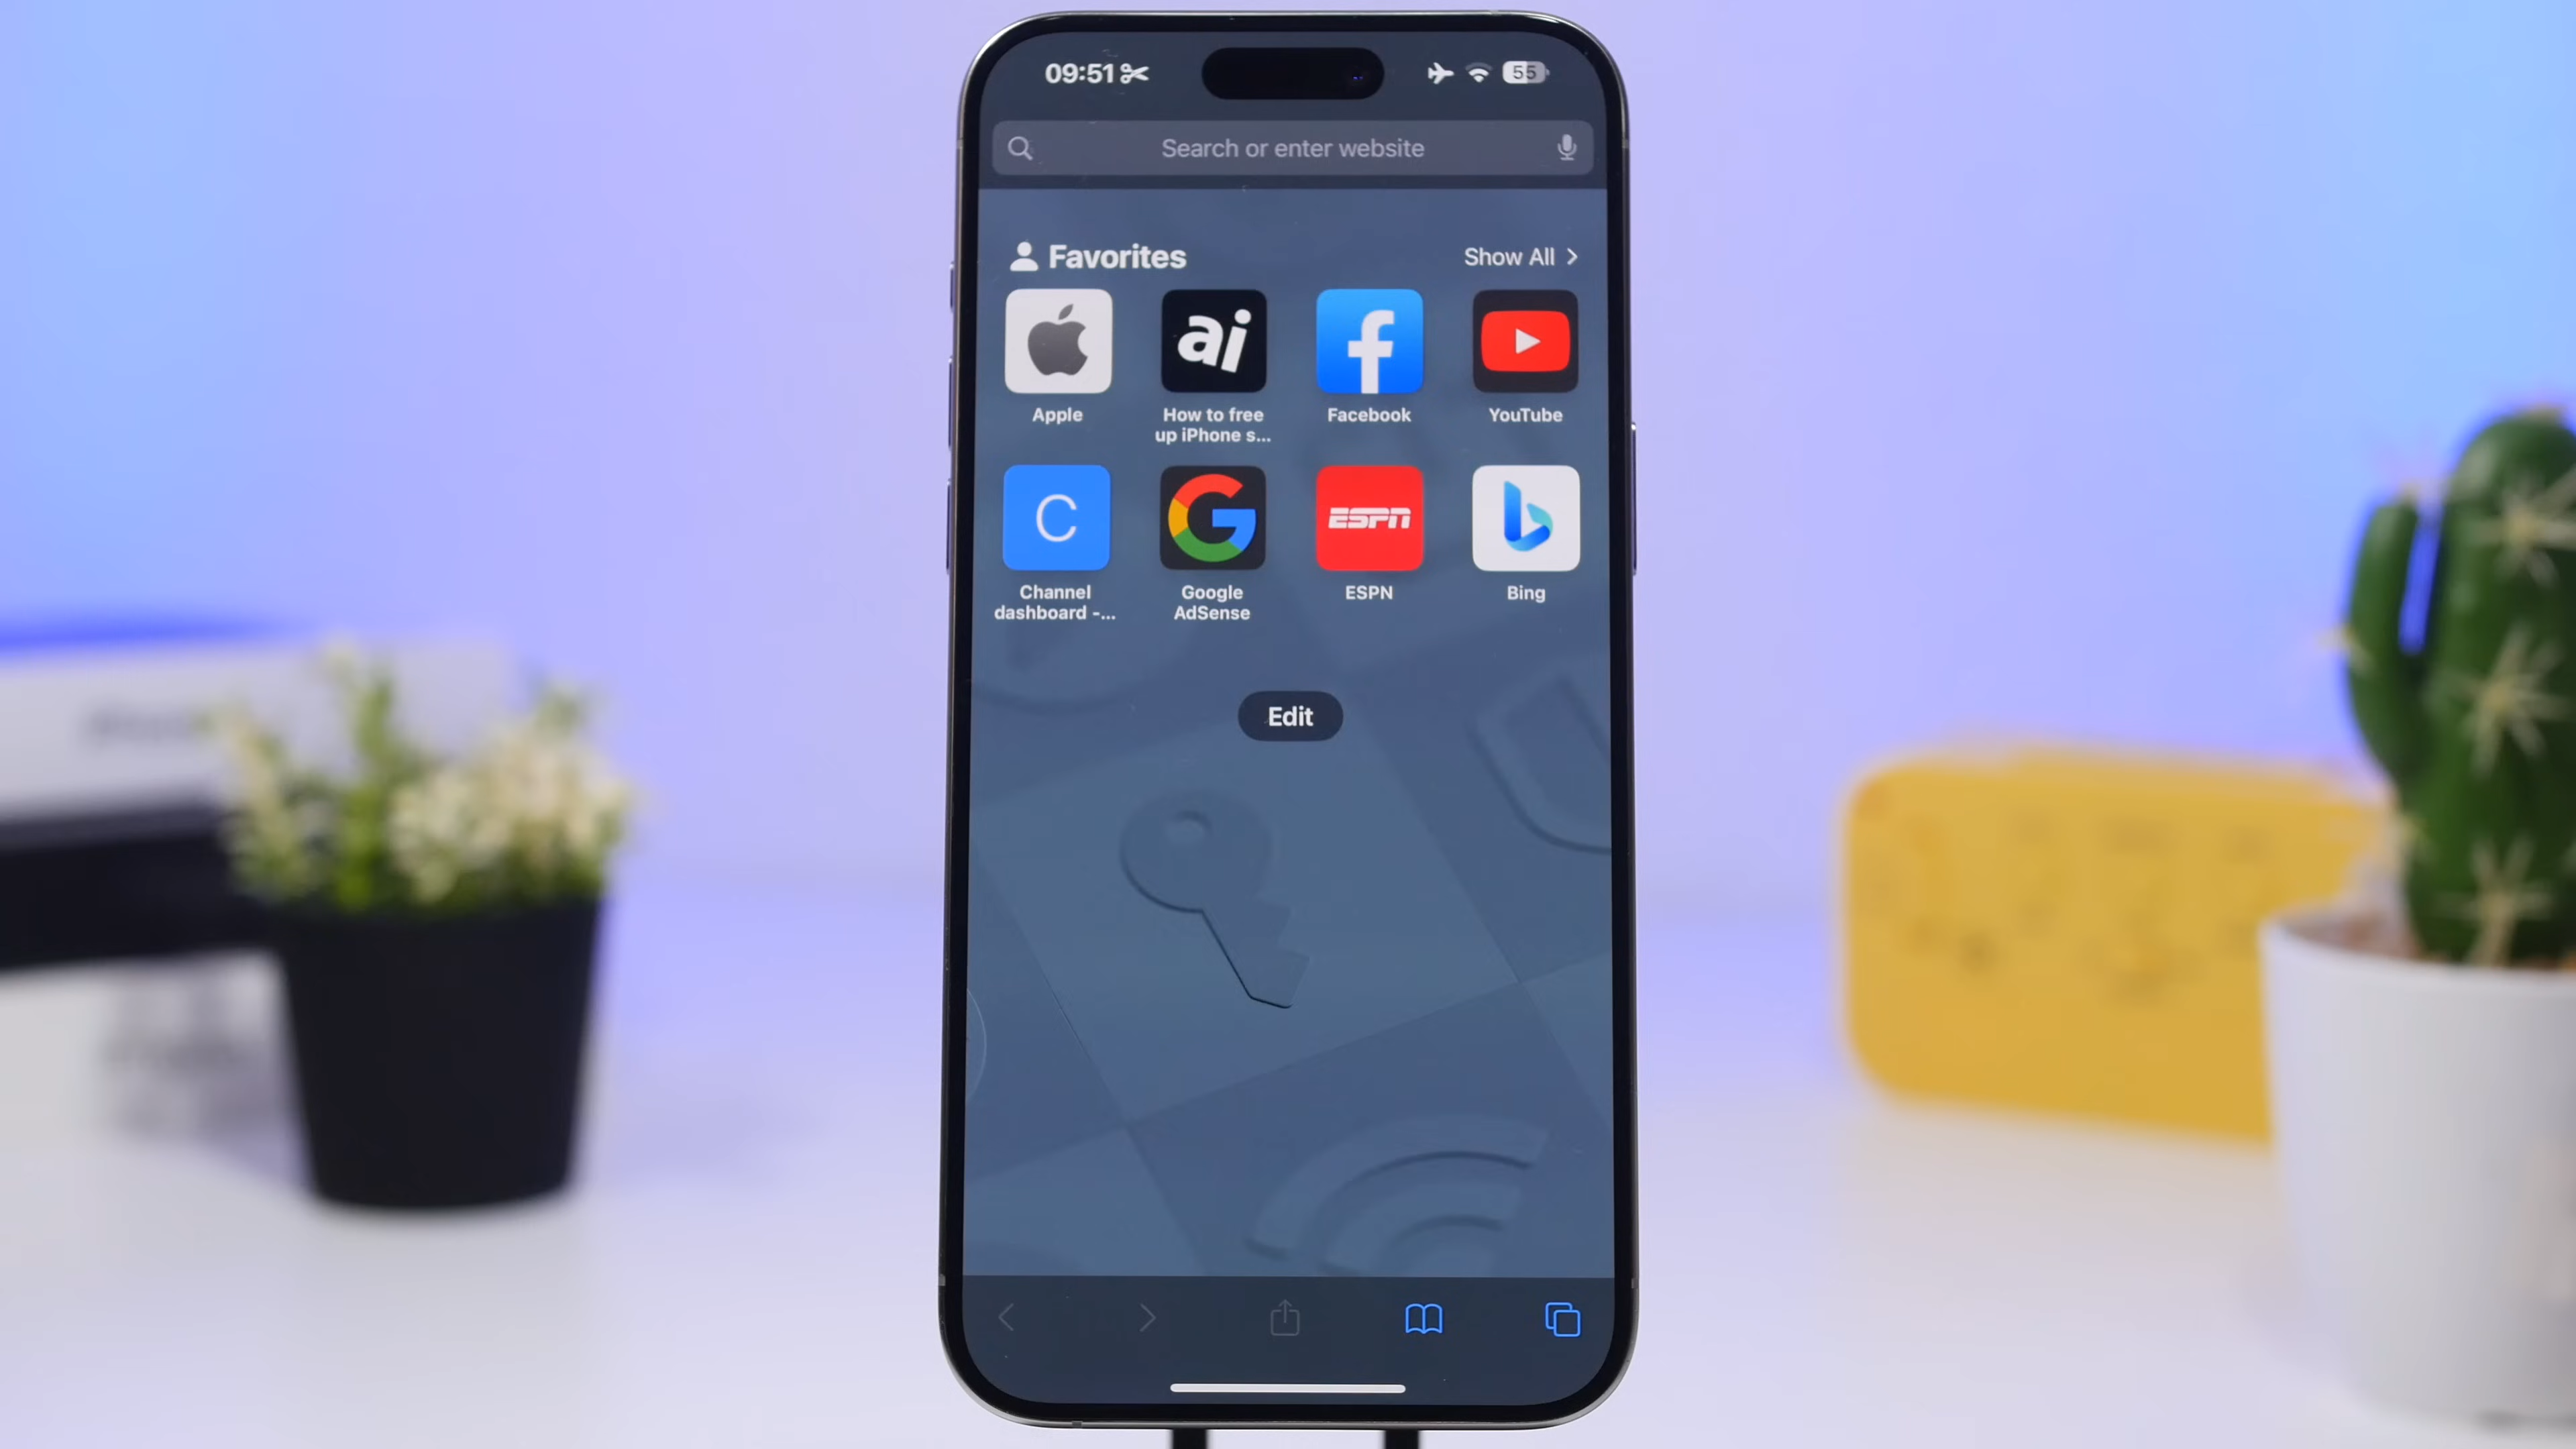 09:51
55
Search or enter website
Favorites
Show All
ai
Apple
How to free
up iPhone s...
Facebook
YouTube
C
Channel
dashboard -...
Google
AdSense
ESPN
ESPN
Bing
Edit